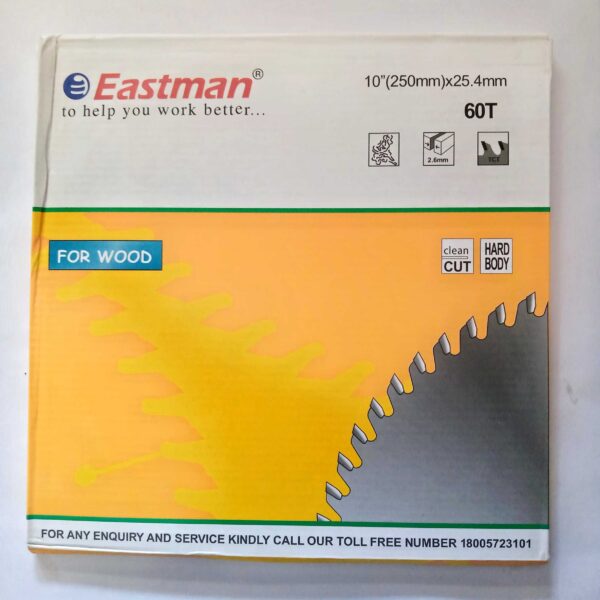 Eastman®
to help you work better...
10"(250mm)x25.4mm
60T
2.6mm
TCT
FOR WOOD
clean
CUT
HARD
BODY
FOR ANY ENQUIRY AND SERVICE KINDLY CALL OUR TOLL FREE NUMBER 18005723101